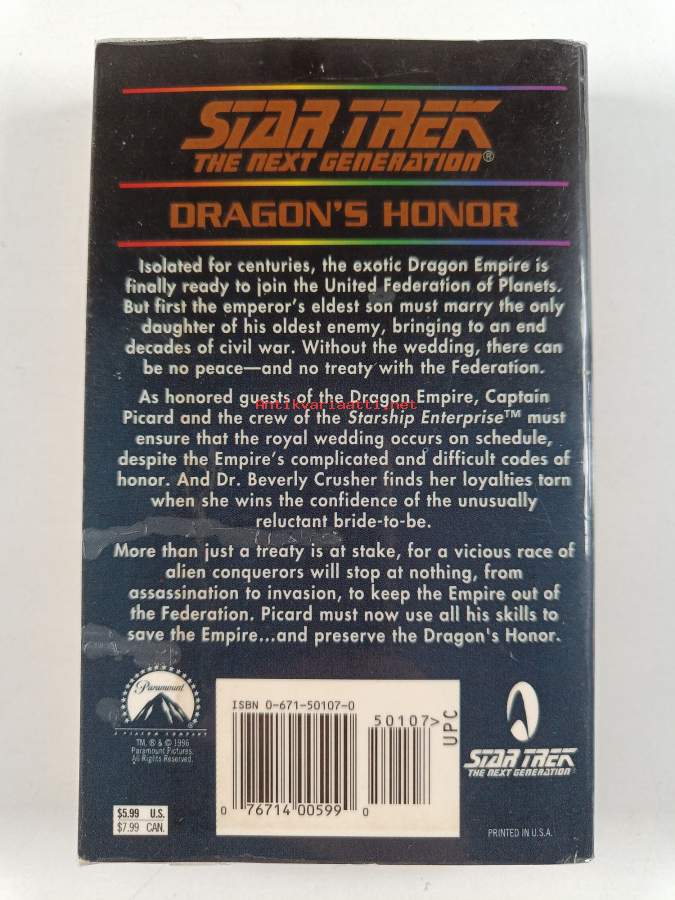 STAR TREK
THE NEXT GENERATION®
DRAGON'S HONOR
Isolated for centuries, the exotic Dragon Empire is
finally ready to join the United Federation of Planets.
But first the emperor's eldest son must marry the only
daughter of his oldest enemy, bringing to an end
decades of civil war. Without the wedding, there can
be no peace—and no treaty with the Federation.
As honored guests of the Dragon Empire, Captain
Antikvariaatti.net
Picard and the crew of the Starship Enterprise™ must
ensure that the royal wedding occurs on schedule,
despite the Empire's complicated and difficult codes of
honor. And Dr. Beverly Crusher finds her loyalties torn
when she wins the confidence of the unusually
reluctant bride-to-be.
More than just a treaty is at stake, for a vicious race of
alien conquerors will stop at nothing, from
assassination to invasion, to keep the Empire out of
the Federation. Picard must now use all his skills to
save the Empire...and preserve the Dragon's Honor.
Paramount
A VIACOM COMPANY
TM, ® & © 1996
Paramount Pictures.
All Rights Reserved.
$5.99 U.S.
$7.99 CAN.
ISBN 0-671-50107-0
50107>
UPC
0 76714 00599 0
STAR TREK
THE NEXT GENERATION®
PRINTED IN U.S.A.